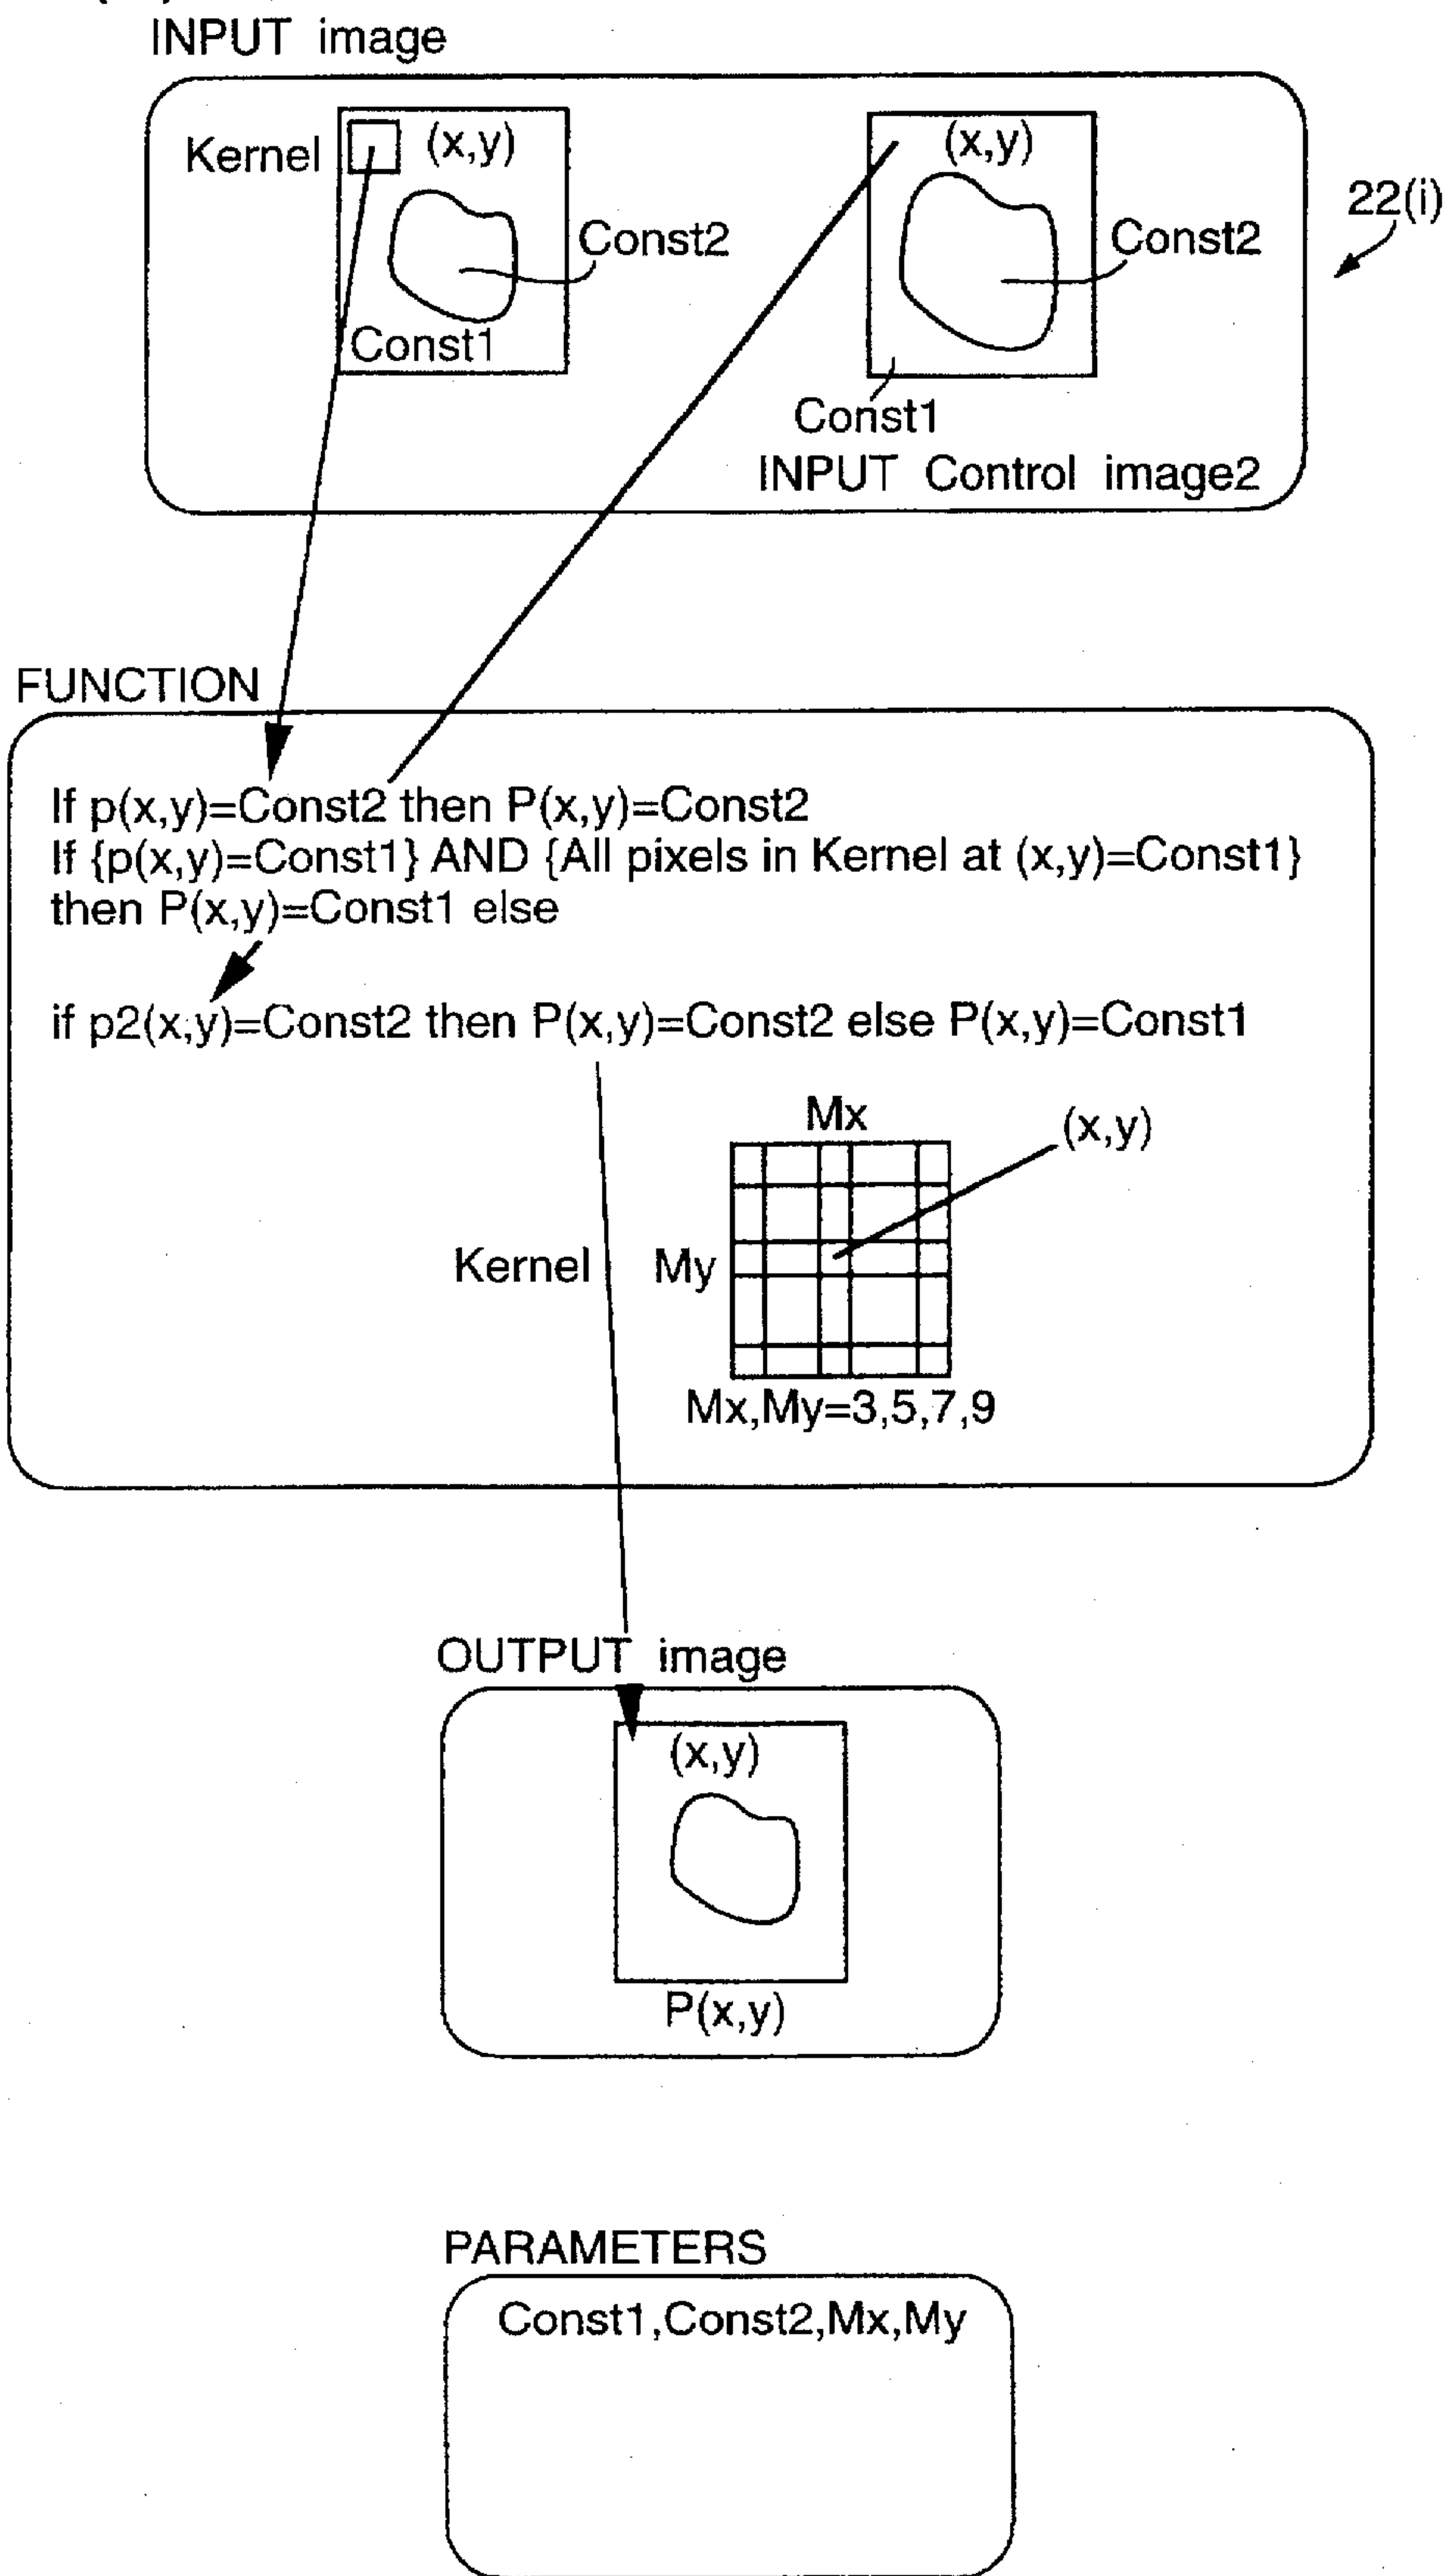 INPUT image
Kernel
(x,y)
Const2
Const1
(x,y)
Const2
Const1
INPUT Control image2
22(i)
FUNCTION
If p(x,y)=Const2 then P(x,y)=Const2
If {p(x,y)=Const1} AND {All pixels in Kernel at (x,y)=Const1}
then P(x,y)=Const1 else
if p2(x,y)=Const2 then P(x,y)=Const2 else P(x,y)=Const1
Mx
(x,y)
Kernel
My
Mx,My=3,5,7,9
OUTPUT image
(x,y)
P(x,y)
PARAMETERS
Const1,Const2,Mx,My